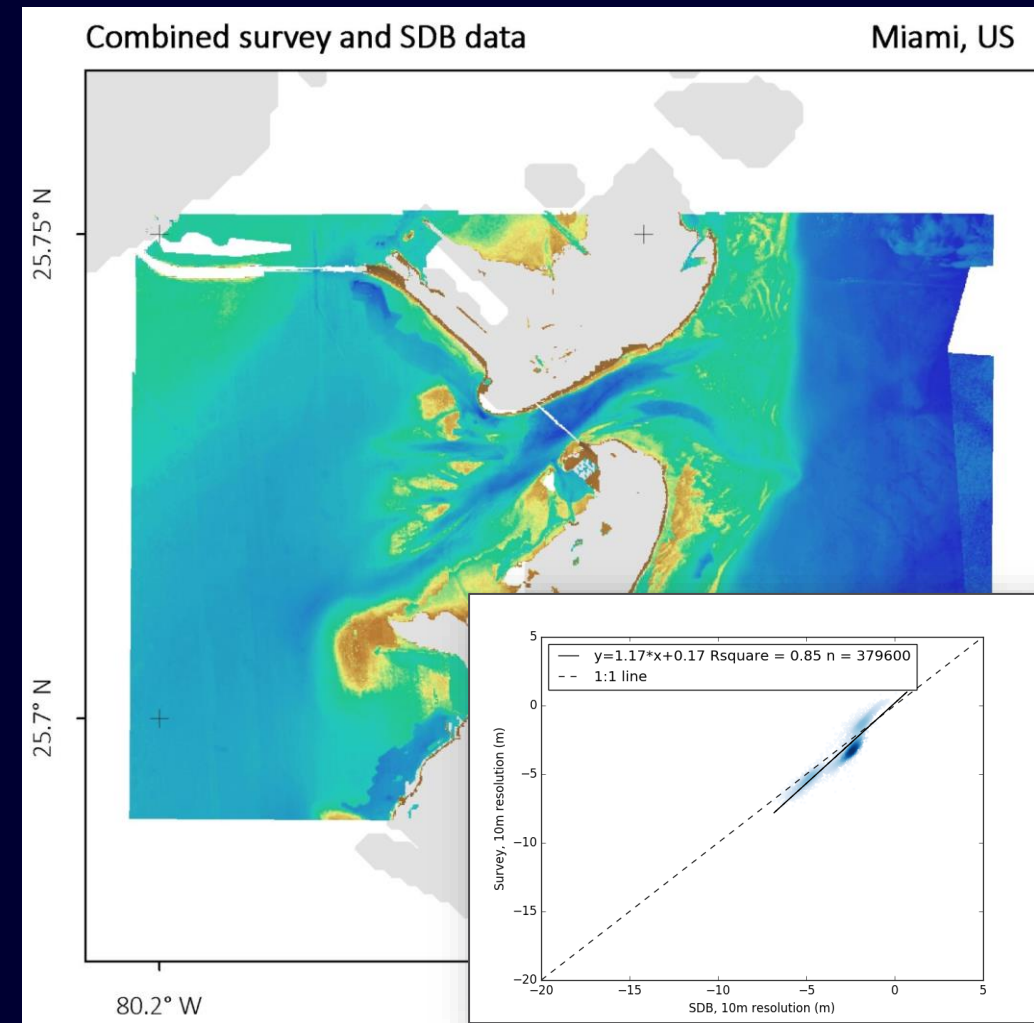 Combined survey and SDB data
Miami, US
25.75° N
25.7° N
80.2° W
y=1.17*x+0.17 Rsquare = 0.85 n = 379600
1:1 line
Survey, 10m resolution (m)
5
0
−5
−10
−15
−20
−20
−15
−10
−5
0
5
SDB, 10m resolution (m)